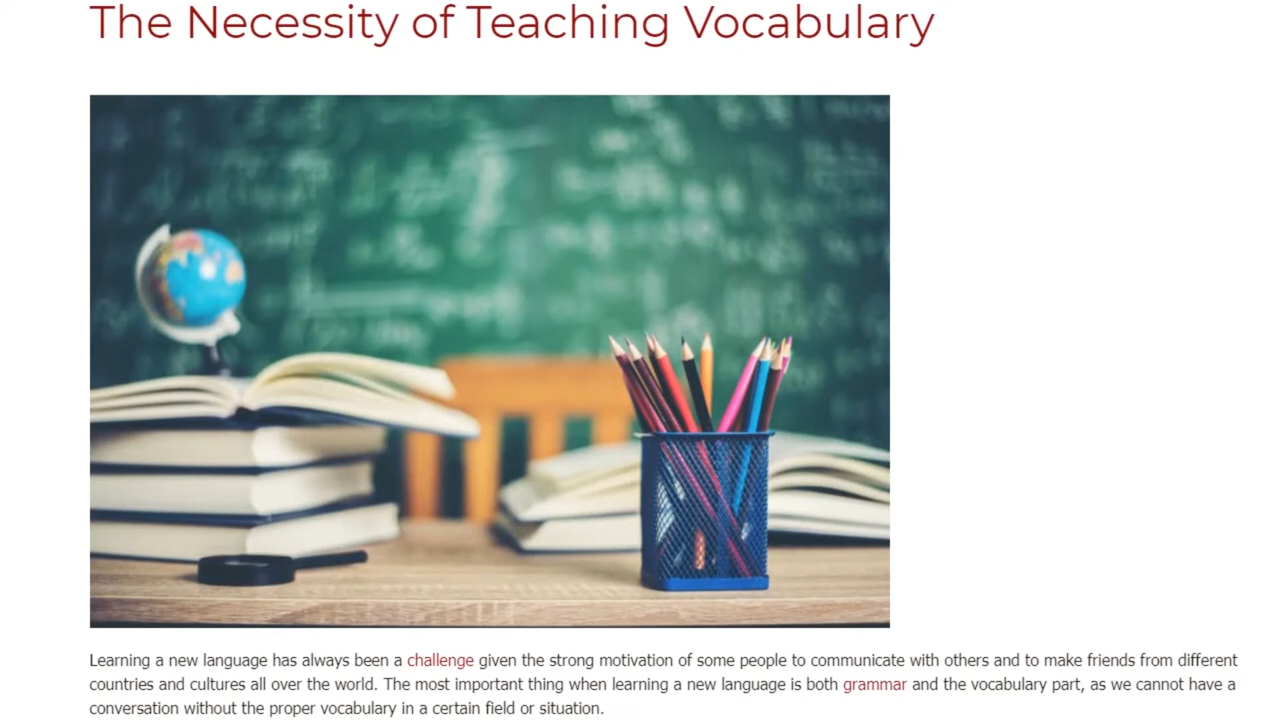 The Necessity of Teaching Vocabulary
Learning a new language has always been a challenge given the strong motivation of some people to communicate with others and to make friends from different
countries and cultures all over the world. The most important thing when learning a new language is both grammar and the vocabulary part, as we cannot have a
conversation without the proper vocabulary in a certain field or situation.